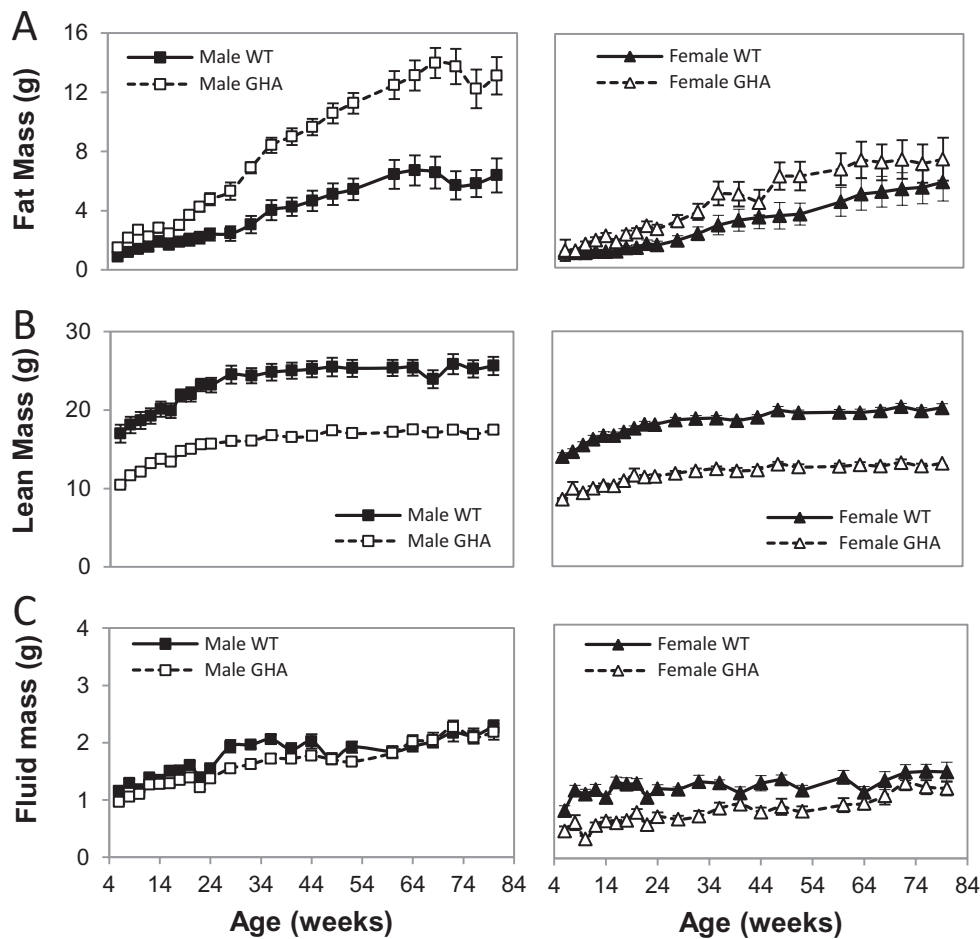 A
Fat Mass (g)
16
12
8
4
0
Male WT
Male GHA
Female WT
Female GHA
B
Lean Mass (g)
30
20
10
0
Male WT
Male GHA
Female WT
Female GHA
C
Fluid mass (g)
4
3
2
1
0
Male WT
Male GHA
Female WT
Female GHA
4 14 24 34 44 54 64 74 84
4 14 24 34 44 54 64 74 84
Age (weeks)
Age (weeks)